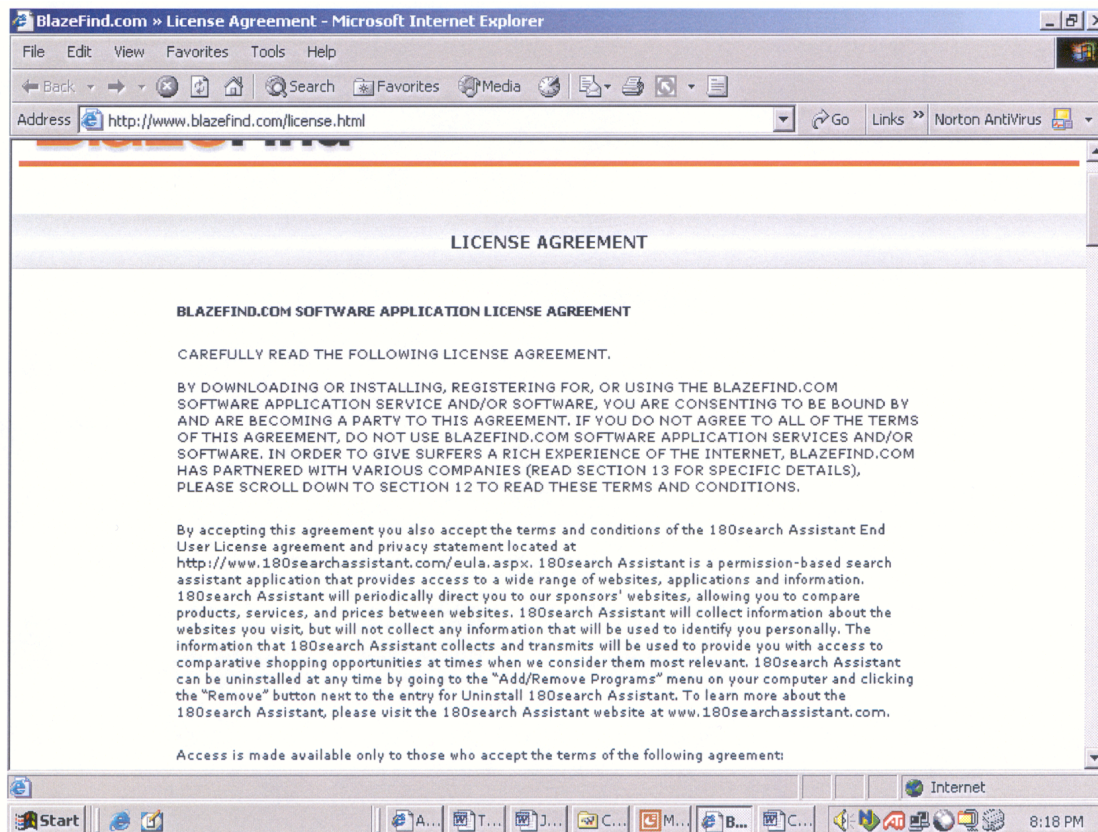 BlazeFind.com » License Agreement - Microsoft Internet Explorer
File Edit View Favorites Tools Help
Back Search Favorites Media
Address http://www.blazefind.com/license.html Go Links » Norton AntiVirus
BlazeFind
LICENSE AGREEMENT
BLAZEFIND.COM SOFTWARE APPLICATION LICENSE AGREEMENT
CAREFULLY READ THE FOLLOWING LICENSE AGREEMENT.
BY DOWNLOADING OR INSTALLING, REGISTERING FOR, OR USING THE BLAZEFIND.COM
SOFTWARE APPLICATION SERVICE AND/OR SOFTWARE, YOU ARE CONSENTING TO BE BOUND BY
AND ARE BECOMING A PARTY TO THIS AGREEMENT. IF YOU DO NOT AGREE TO ALL OF THE TERMS
OF THIS AGREEMENT, DO NOT USE BLAZEFIND.COM SOFTWARE APPLICATION SERVICES AND/OR
SOFTWARE. IN ORDER TO GIVE SURFERS A RICH EXPERIENCE OF THE INTERNET, BLAZEFIND.COM
HAS PARTNERED WITH VARIOUS COMPANIES (READ SECTION 13 FOR SPECIFIC DETAILS),
PLEASE SCROLL DOWN TO SECTION 12 TO READ THESE TERMS AND CONDITIONS.
By accepting this agreement you also accept the terms and conditions of the 180search Assistant End
User License agreement and privacy statement located at
http://www.180searchassistant.com/eula.aspx. 180search Assistant is a permission-based search
assistant application that provides access to a wide range of websites, applications and information.
180search Assistant will periodically direct you to our sponsors' websites, allowing you to compare
products, services, and prices between websites. 180search Assistant will collect information about the
websites you visit, but will not collect any information that will be used to identify you personally. The
information that 180search Assistant collects and transmits will be used to provide you with access to
comparative shopping opportunities at times when we consider them most relevant. 180search Assistant
can be uninstalled at any time by going to the "Add/Remove Programs" menu on your computer and clicking
the "Remove" button next to the entry for Uninstall 180search Assistant. To learn more about the
180search Assistant, please visit the 180search Assistant website at www.180searchassistant.com.
Access is made available only to those who accept the terms of the following agreement:
Internet
Start A... T... J... C... M... B... C... 8:18 PM